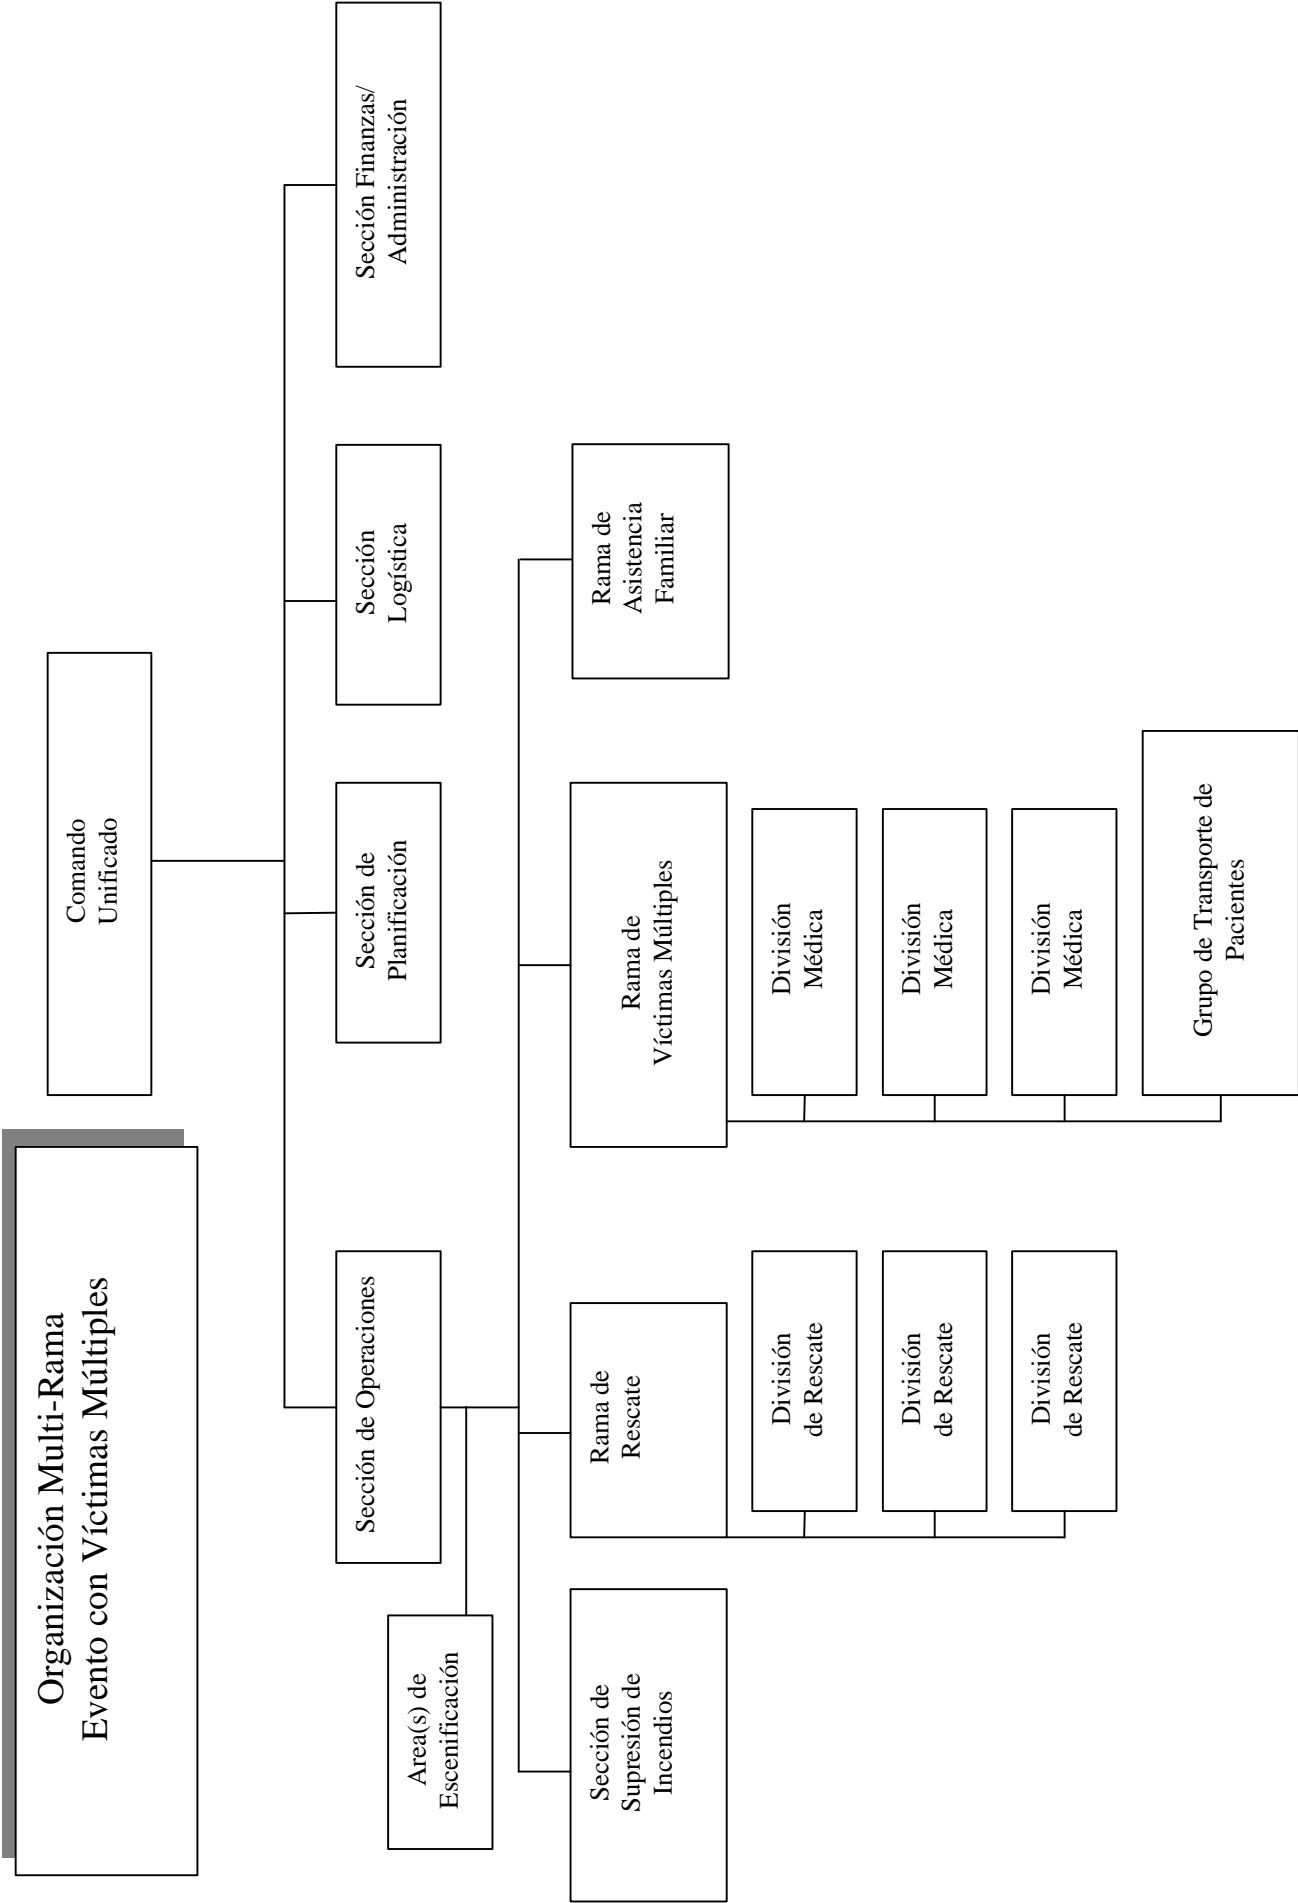 Organización Multi-Rama
Evento con Víctimas Múltiples
Comando
Unificado
Sección de Operaciones
Sección de
Planificación
Sección
Logística
Sección Finanzas/
Administración
Area(s) de
Escenificación
Sección de
Supresión de
Incendios
Rama de
Rescate
Rama de
Víctimas Múltiples
Rama de
Asistencia
Familiar
División
de Rescate
División
de Rescate
División
de Rescate
División
Médica
División
Médica
División
Médica
Grupo de Transporte de
Pacientes